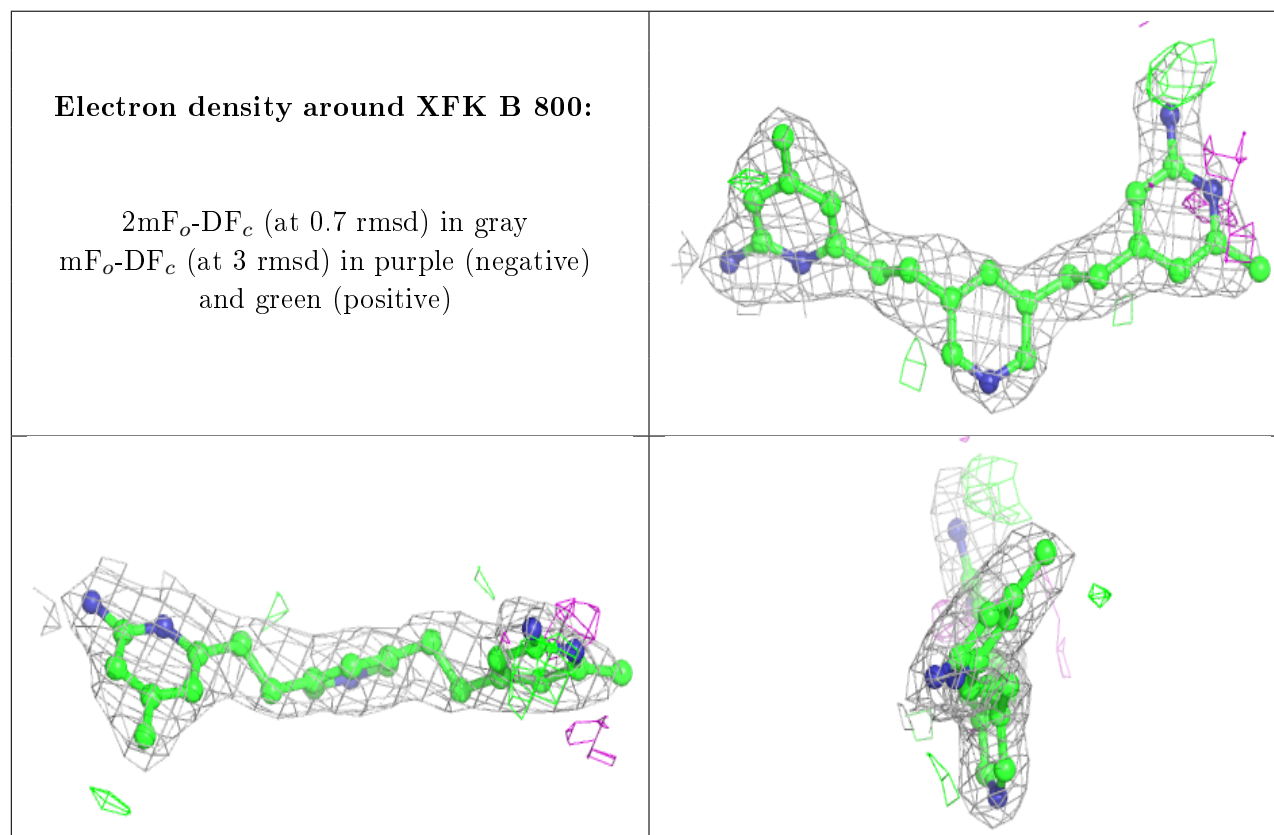 Electron density around XFK B 800:
2mFₒ-DF𝒸 (at 0.7 rmsd) in gray
mFₒ-DF𝒸 (at 3 rmsd) in purple (negative)
and green (positive)